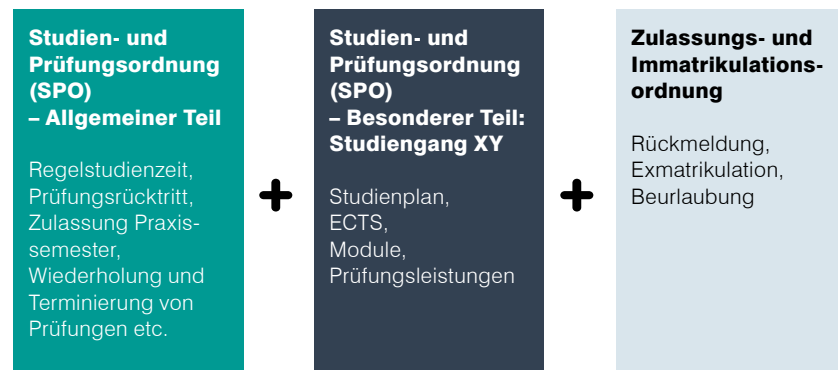 Studien- und
Prüfungsordnung
(SPO)
– Allgemeiner Teil
Regelstudienzeit,
Prüfungsrücktritt,
Zulassung Praxis-
semester,
Wiederholung und
Terminierung von
Prüfungen etc.
+
Studien- und
Prüfungsordnung
(SPO)
– Besonderer Teil:
Studiengang XY
Studienplan,
ECTS,
Module,
Prüfungsleistungen
+
Zulassungs- und
Immatrikulations-
ordnung
Rückmeldung,
Exmatrikulation,
Beurlaubung